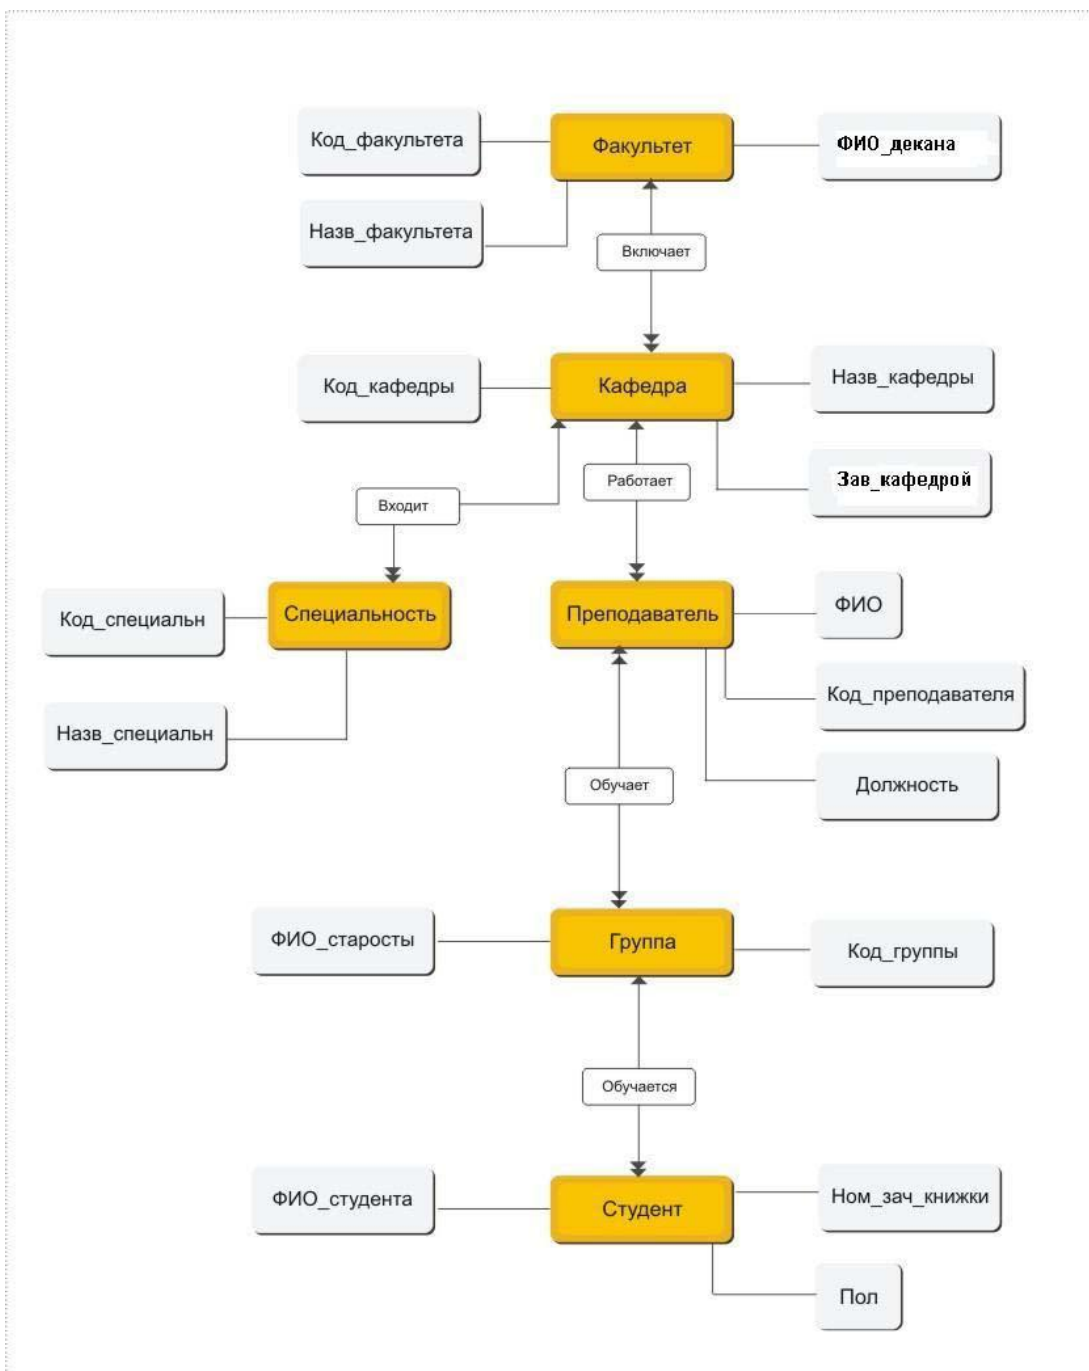 Код_факультета
Факультет
ФИО_декана
Назв_факультета
Включает
Код_кафедры
Кафедра
Назв_кафедры
Зав_кафедрой
Работает
Входит
Код_специальн
Специальность
Преподаватель
ФИО
Код_преподавателя
Назв_специальн
Обучает
Должность
ФИО_старосты
Группа
Код_группы
Обучается
ФИО_студента
Студент
Ном_зач_книжки
Пол